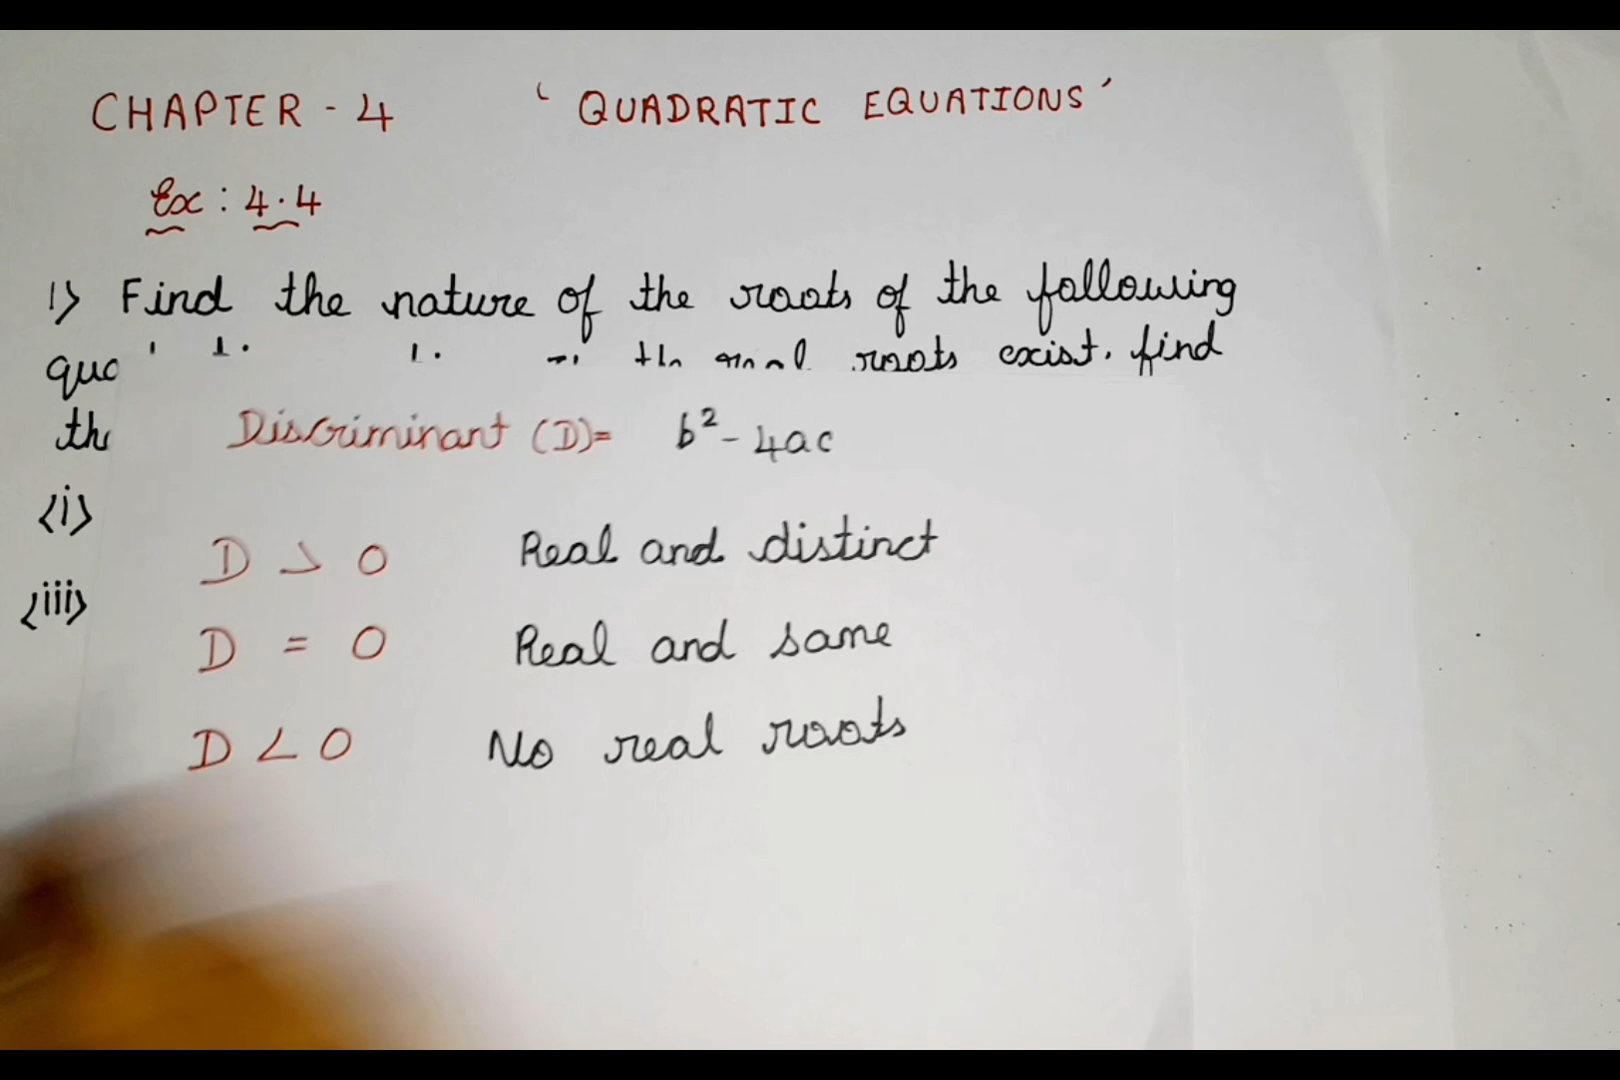 CHAPTER - 4 ‘ QUADRATIC EQUATIONS ’
Ex : 4.4
1) Find the nature of the roots of the following
roots exist, find
Discriminant (D)= b² - 4ac
<i>
D > 0 Real and distinct
<iii>
D = 0 Real and same
D < 0 No real roots